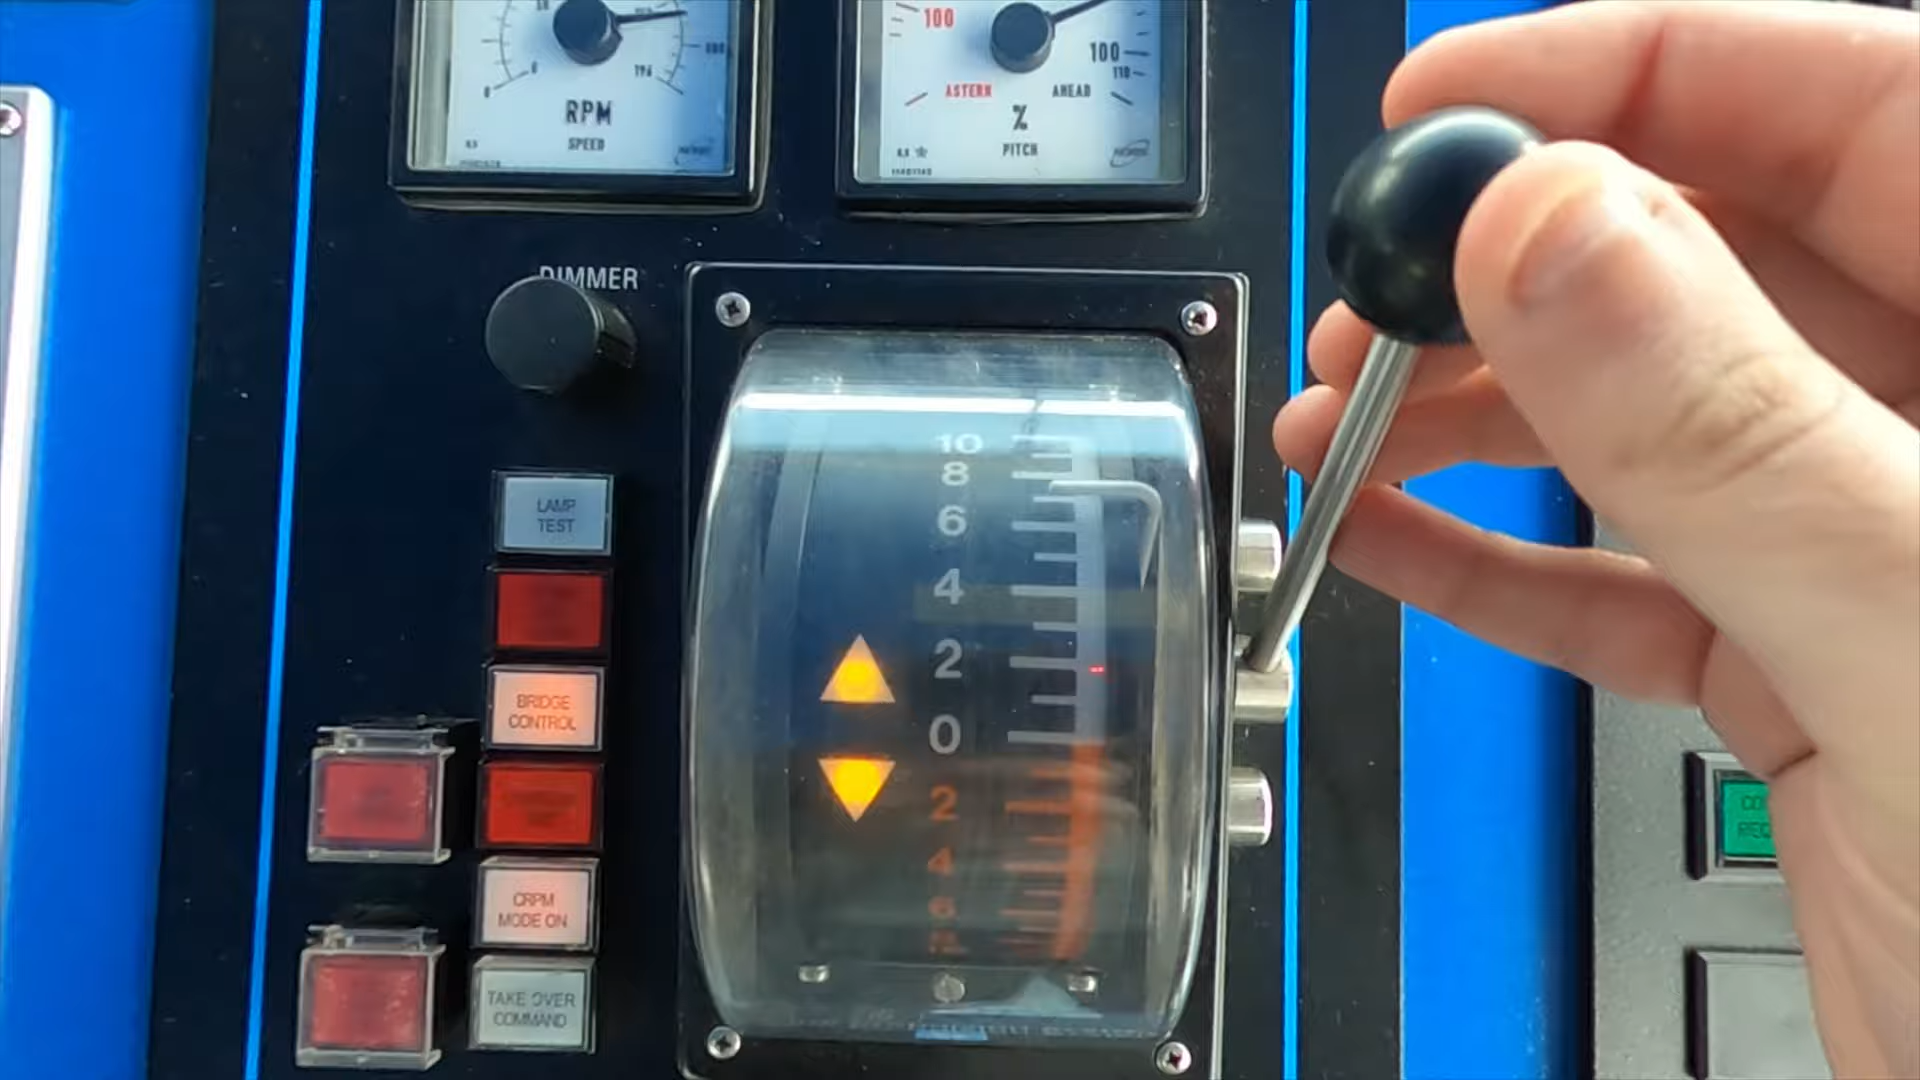 100
100
110
ASTERN
AHEAD
RPM
SPEED
%
PITCH
DIMMER
LAMP
TEST
BRIDGE
CONTROL
CRPM
MODE ON
TAKE OVER
COMMAND
10
8
6
4
2
0
2
4
6